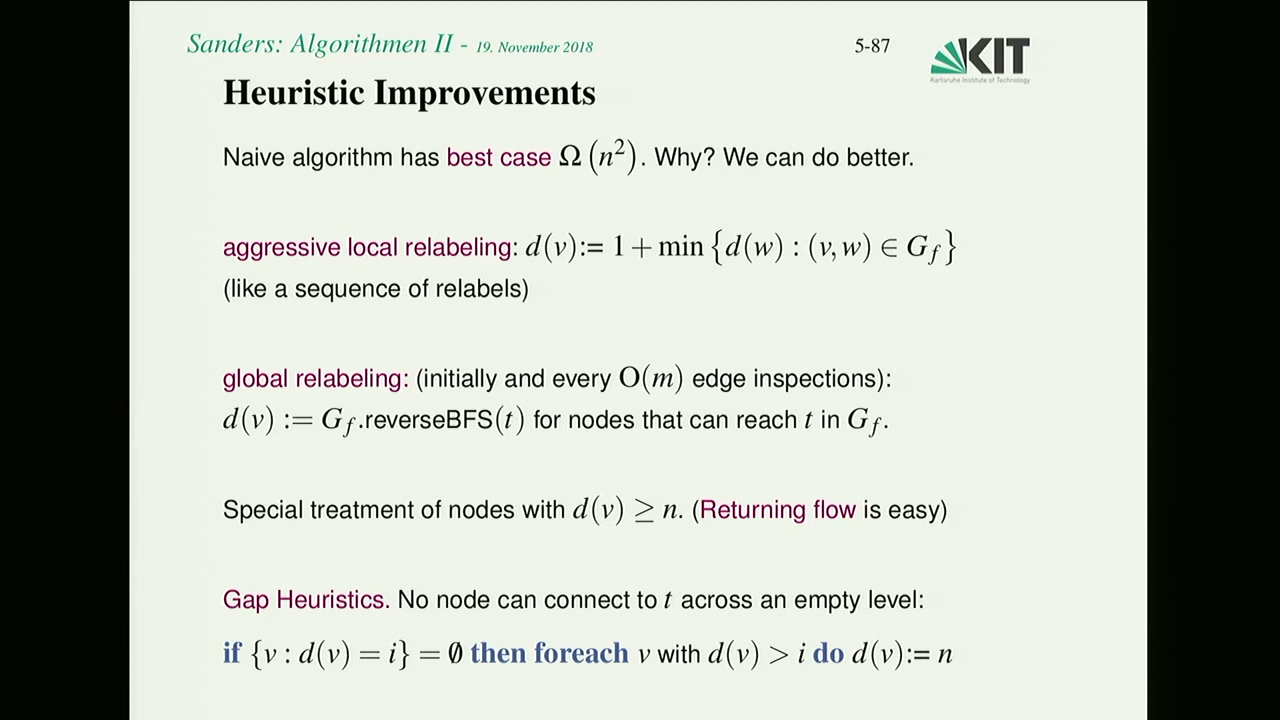 Sanders: Algorithmen II - 19. November 2018
5-87
KIT
Karlsruhe Institute of Technology
Heuristic Improvements
Naive algorithm has best case Ω(n²). Why? We can do better.
aggressive local relabeling: d(v):= 1 + min {d(w) : (v, w) ∈ G_f}
(like a sequence of relabels)
global relabeling: (initially and every O(m) edge inspections):
d(v) := G_f.reverseBFS(t) for nodes that can reach t in G_f.
Special treatment of nodes with d(v) ≥ n. (Returning flow is easy)
Gap Heuristics. No node can connect to t across an empty level:
if {v : d(v) = i} = ∅ then foreach v with d(v) > i do d(v):= n